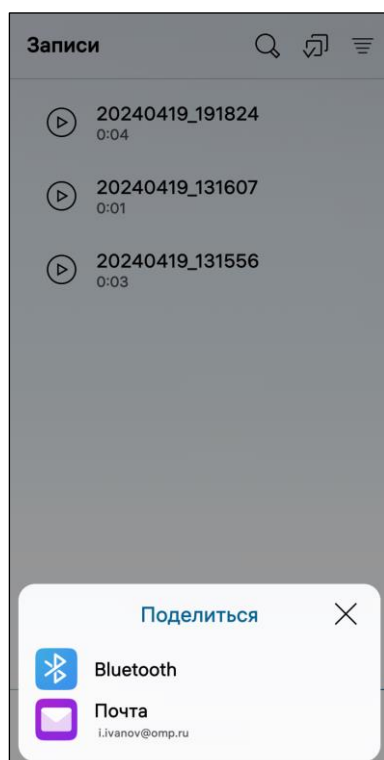 Записи
20240419_191824
0:04
20240419_131607
0:01
20240419_131556
0:03
Поделиться
Bluetooth
Почта
i.ivanov@omp.ru